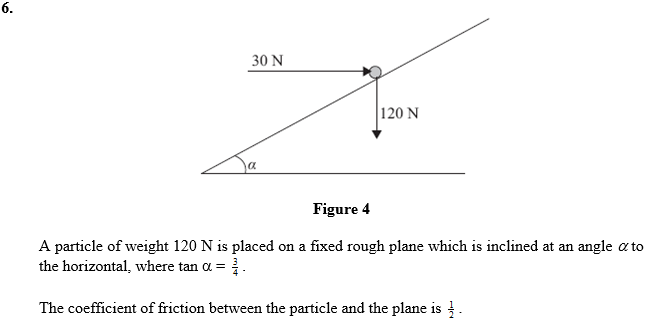 6.
30 N
120 N
α
Figure 4
A particle of weight 120 N is placed on a fixed rough plane which is inclined at an angle α to
the horizontal, where tan α = 3/4 .
The coefficient of friction between the particle and the plane is 1/2 .